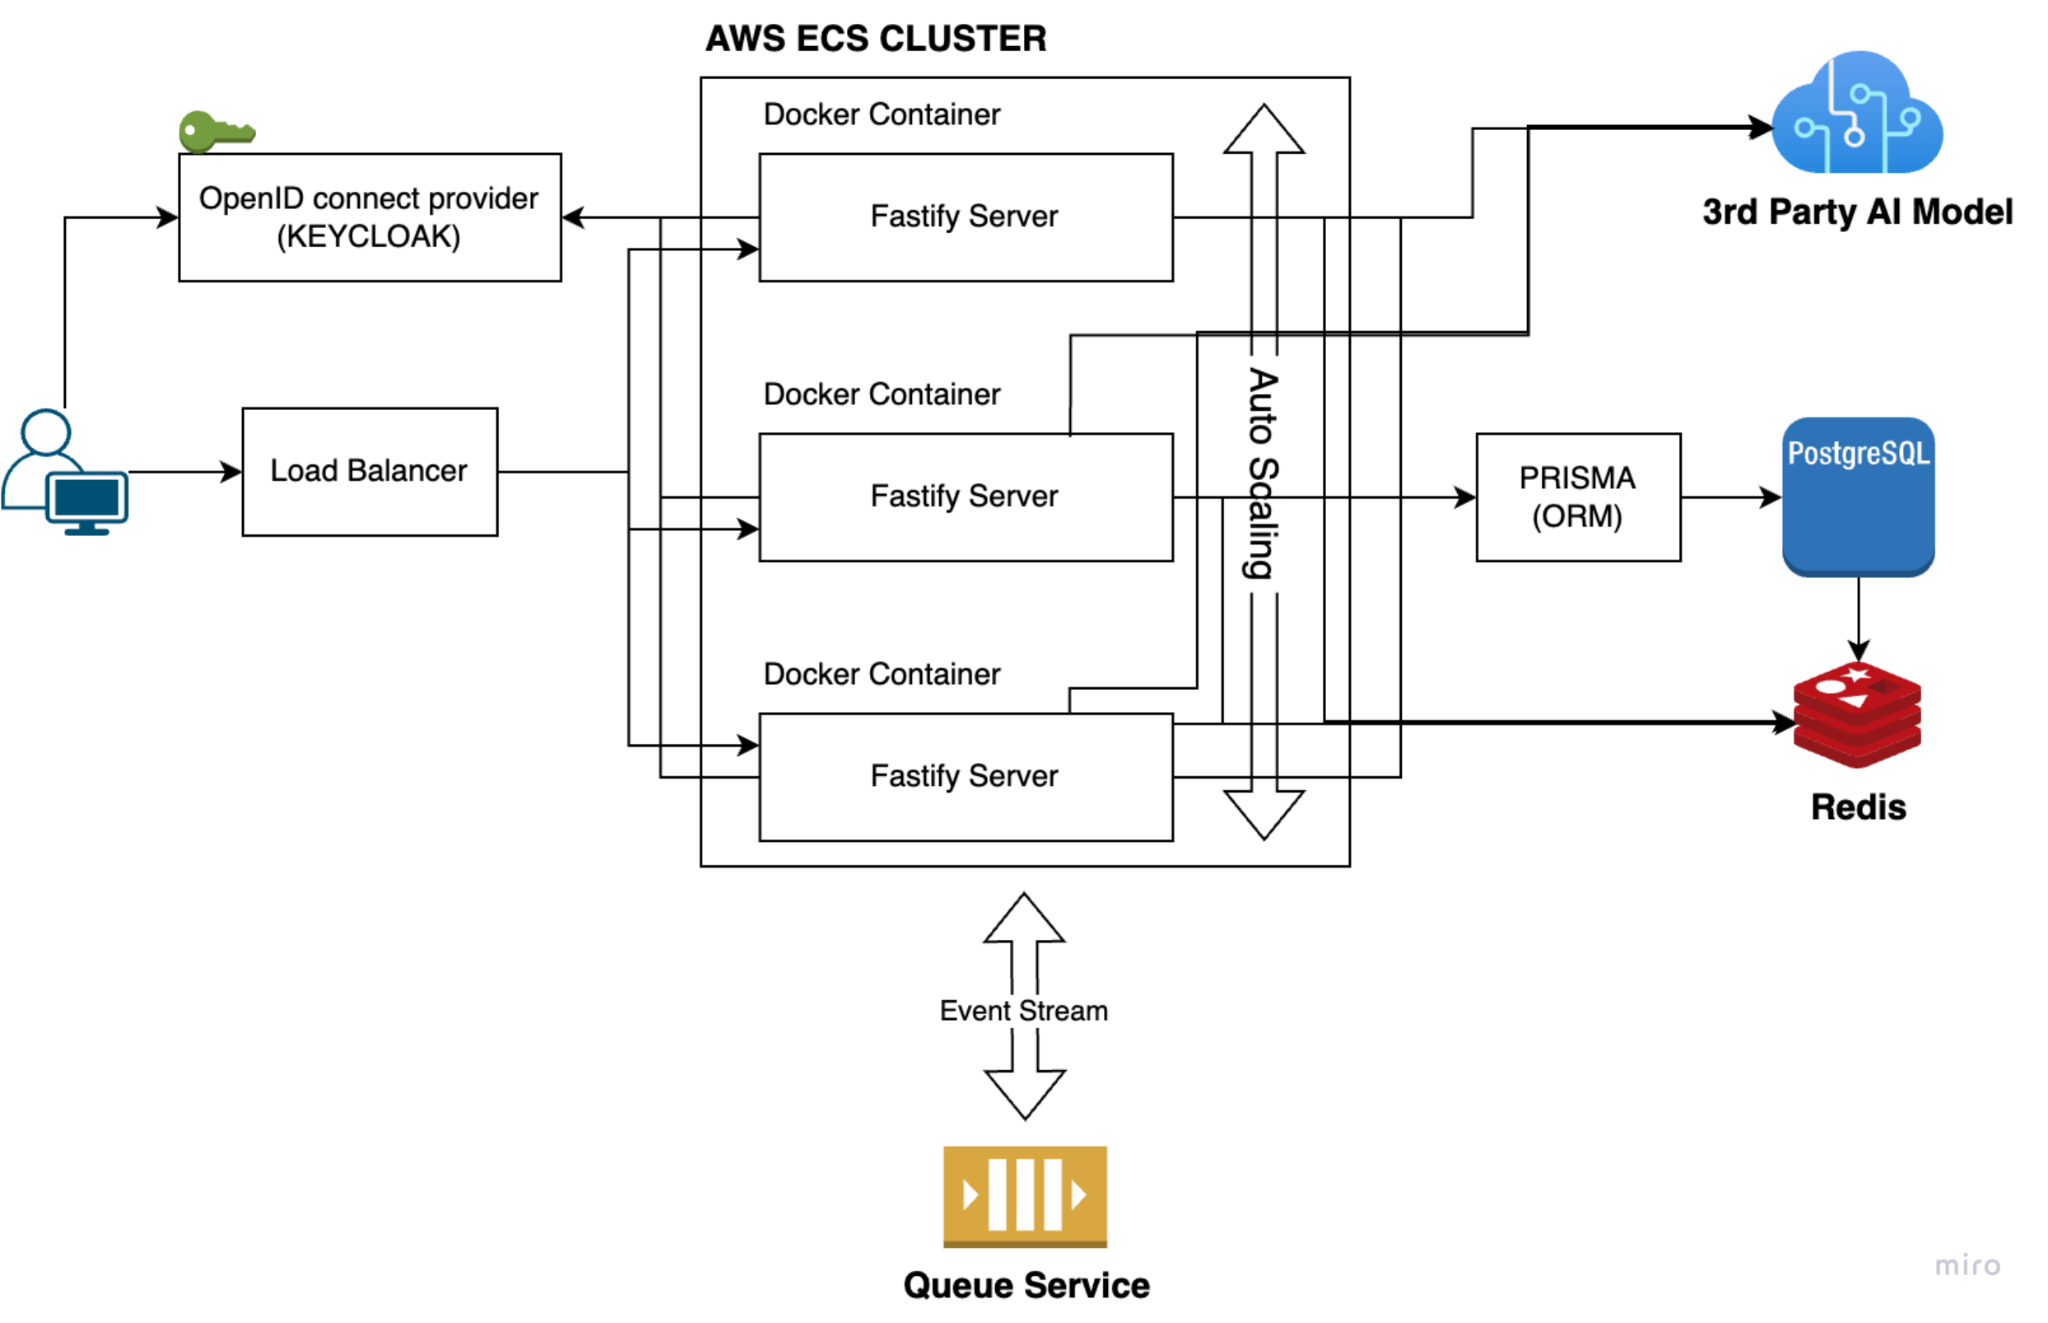 AWS ECS CLUSTER
Docker Container
OpenID connect provider
(KEYCLOAK)
Fastify Server
3rd Party AI Model
Docker Container
Auto Scaling
Load Balancer
Fastify Server
PRISMA
(ORM)
PostgreSQL
Docker Container
Fastify Server
Redis
Event Stream
Queue Service
miro